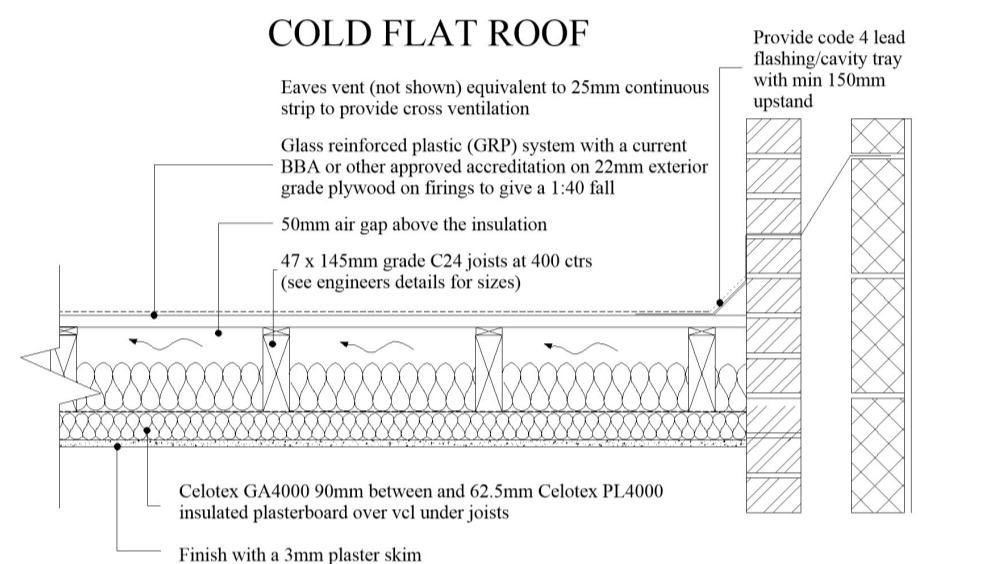 COLD FLAT ROOF
Provide code 4 lead
flashing/cavity tray
with min 150mm
upstand
Eaves vent (not shown) equivalent to 25mm continuous
strip to provide cross ventilation
Glass reinforced plastic (GRP) system with a current
BBA or other approved accreditation on 22mm exterior
grade plywood on firings to give a 1:40 fall
50mm air gap above the insulation
47 x 145mm grade C24 joists at 400 ctrs
(see engineers details for sizes)
Celotex GA4000 90mm between and 62.5mm Celotex PL4000
insulated plasterboard over vcl under joists
Finish with a 3mm plaster skim